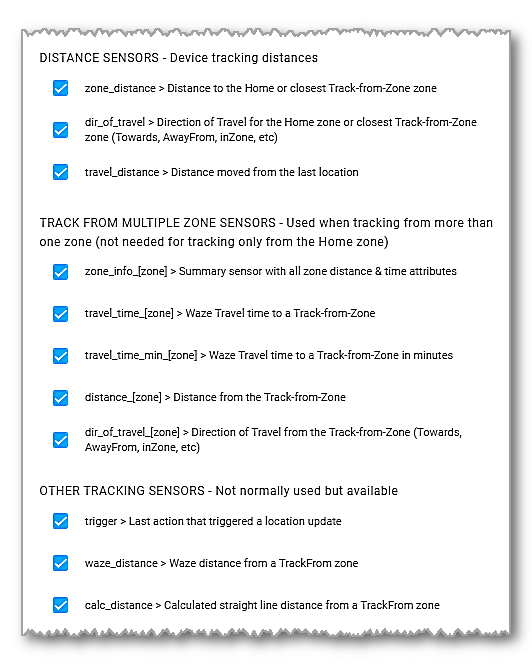 DISTANCE SENSORS - Device tracking distances
zone_distance > Distance to the Home or closest Track-from-Zone zone
dir_of_travel > Direction of Travel for the Home zone or closest Track-from-Zone
zone (Towards, AwayFrom, inZone, etc)
travel_distance > Distance moved from the last location
TRACK FROM MULTIPLE ZONE SENSORS - Used when tracking from more than
one zone (not needed for tracking only from the Home zone)
zone_info_[zone] > Summary sensor with all zone distance & time attributes
travel_time_[zone] > Waze Travel time to a Track-from-Zone
travel_time_min_[zone] > Waze Travel time to a Track-from-Zone in minutes
distance_[zone] > Distance from the Track-from-Zone
dir_of_travel_[zone] > Direction of Travel from the Track-from-Zone (Towards,
AwayFrom, inZone, etc)
OTHER TRACKING SENSORS - Not normally used but available
trigger > Last action that triggered a location update
waze_distance > Waze distance from a TrackFrom zone
calc_distance > Calculated straight line distance from a TrackFrom zone